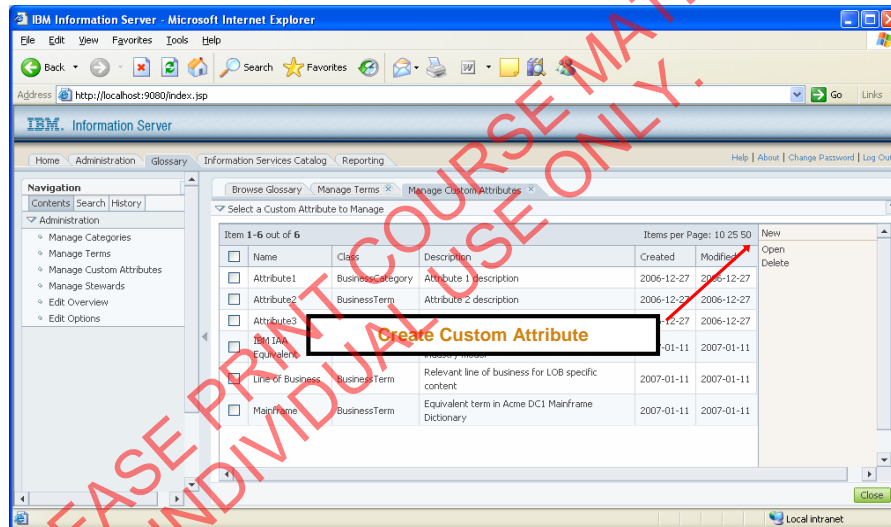 IBM Information Server - Microsoft Internet Explorer
File Edit View Favorites Tools Help
Back Search Favorites
Address http://localhost:9080/index.jsp Go Links
IBM. Information Server
Home Administration Glossary Information Services Catalog Reporting Help | About | Change Password | Log Out
Navigation
Contents Search History
Administration
Manage Categories
Manage Terms
Manage Custom Attributes
Manage Stewards
Edit Overview
Edit Options
Browse Glossary Manage Terms × Manage Custom Attributes ×
Select a Custom Attribute to Manage
Item 1-6 out of 6 Items per Page: 10 25 50
Name Class Description Created Modified
Attribute1 BusinessCategory Attribute 1 description 2006-12-27 2006-12-27
Attribute2 BusinessTerm Attribute 2 description 2006-12-27 2006-12-27
Attribute3 2006-12-27
IBM IAA Equivalent industry model 2007-01-11
Line of Business BusinessTerm Relevant line of business for LOB specific content 2007-01-11 2007-01-11
Mainframe BusinessTerm Equivalent term in Acme DC1 Mainframe Dictionary 2007-01-11 2007-01-11
New
Open
Delete
Create Custom Attribute
Close
Local intranet
EASE PRINT COURSE MAT
INDIVIDUAL USE ONLY.